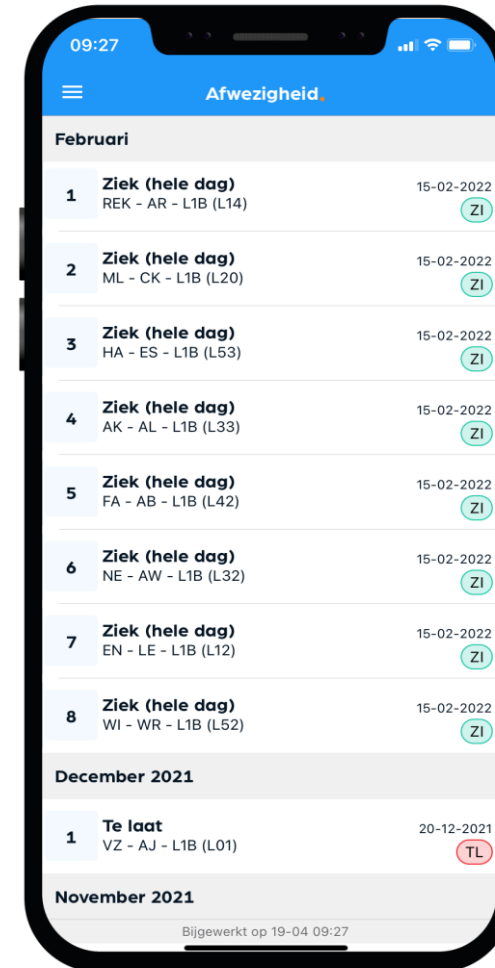 09:27
Afwezigheid.
Februari
1
Ziek (hele dag)
REK - AR - L1B (L14)
15-02-2022
ZI
2
Ziek (hele dag)
ML - CK - L1B (L20)
15-02-2022
ZI
3
Ziek (hele dag)
HA - ES - L1B (L53)
15-02-2022
ZI
4
Ziek (hele dag)
AK - AL - L1B (L33)
15-02-2022
ZI
5
Ziek (hele dag)
FA - AB - L1B (L42)
15-02-2022
ZI
6
Ziek (hele dag)
NE - AW - L1B (L32)
15-02-2022
ZI
7
Ziek (hele dag)
EN - LE - L1B (L12)
15-02-2022
ZI
8
Ziek (hele dag)
WI - WR - L1B (L52)
15-02-2022
ZI
December 2021
1
Te laat
VZ - AJ - L1B (L01)
20-12-2021
TL
November 2021
Bijgewerkt op 19-04 09:27